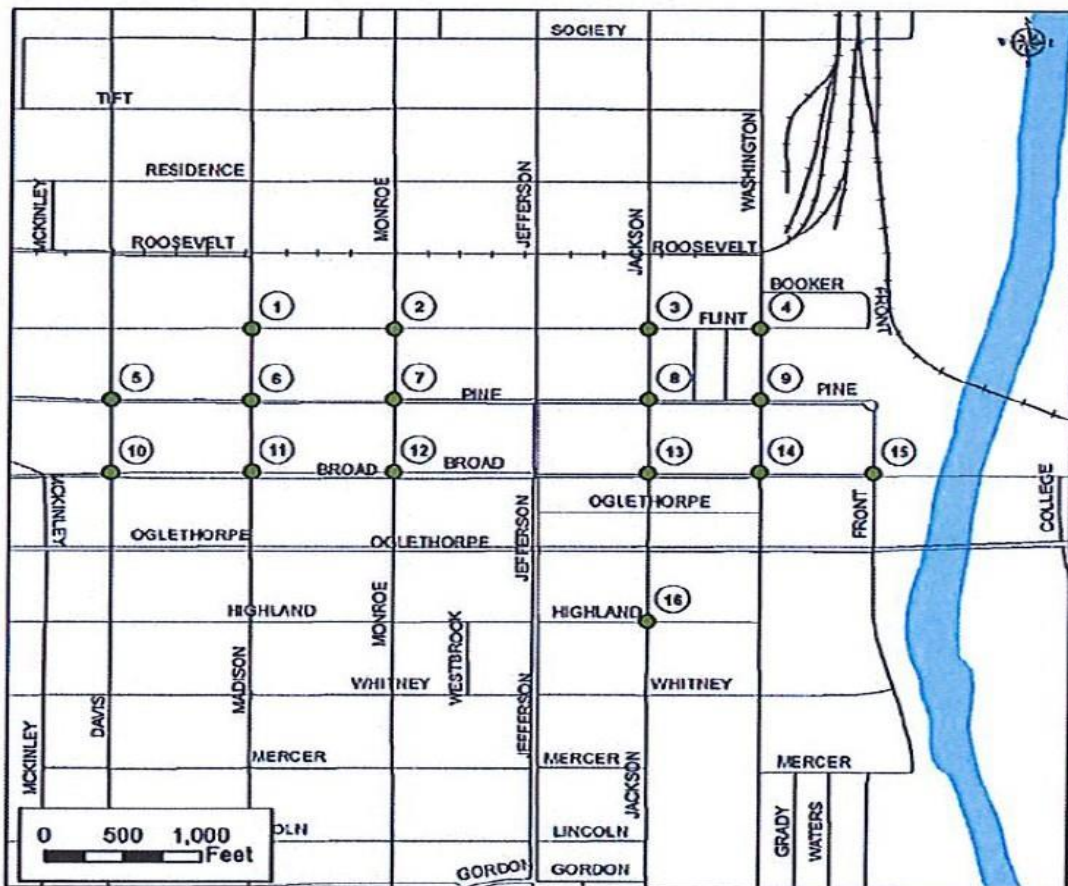 SOCIETY
TIFT
WASHINGTON
RESIDENCE
MCKINLEY
MONROE
JEFFERSON
JACKSON
ROOSEVELT
ROOSEVELT
BOOKER
FRONT
1
2
3
FLINT
4
5
6
7
PINE
8
9
PINE
10
11
BROAD
12
BROAD
13
14
15
MCKINLEY
OGLETHORPE
FRONT
COLLEGE
OGLETHORPE
OGLETHORPE
JEFFERSON
HIGHLAND
MONROE
HIGHLAND
16
WESTBROOK
MADISON
WHITNEY
WHITNEY
DAVIS
MCKINLEY
JEFFERSON
MERCER
MERCER
MERCER
JACKSON
0 500 1,000
Feet
OLN
LINCOLN
GRADY
WATERS
GORDON
GORDON